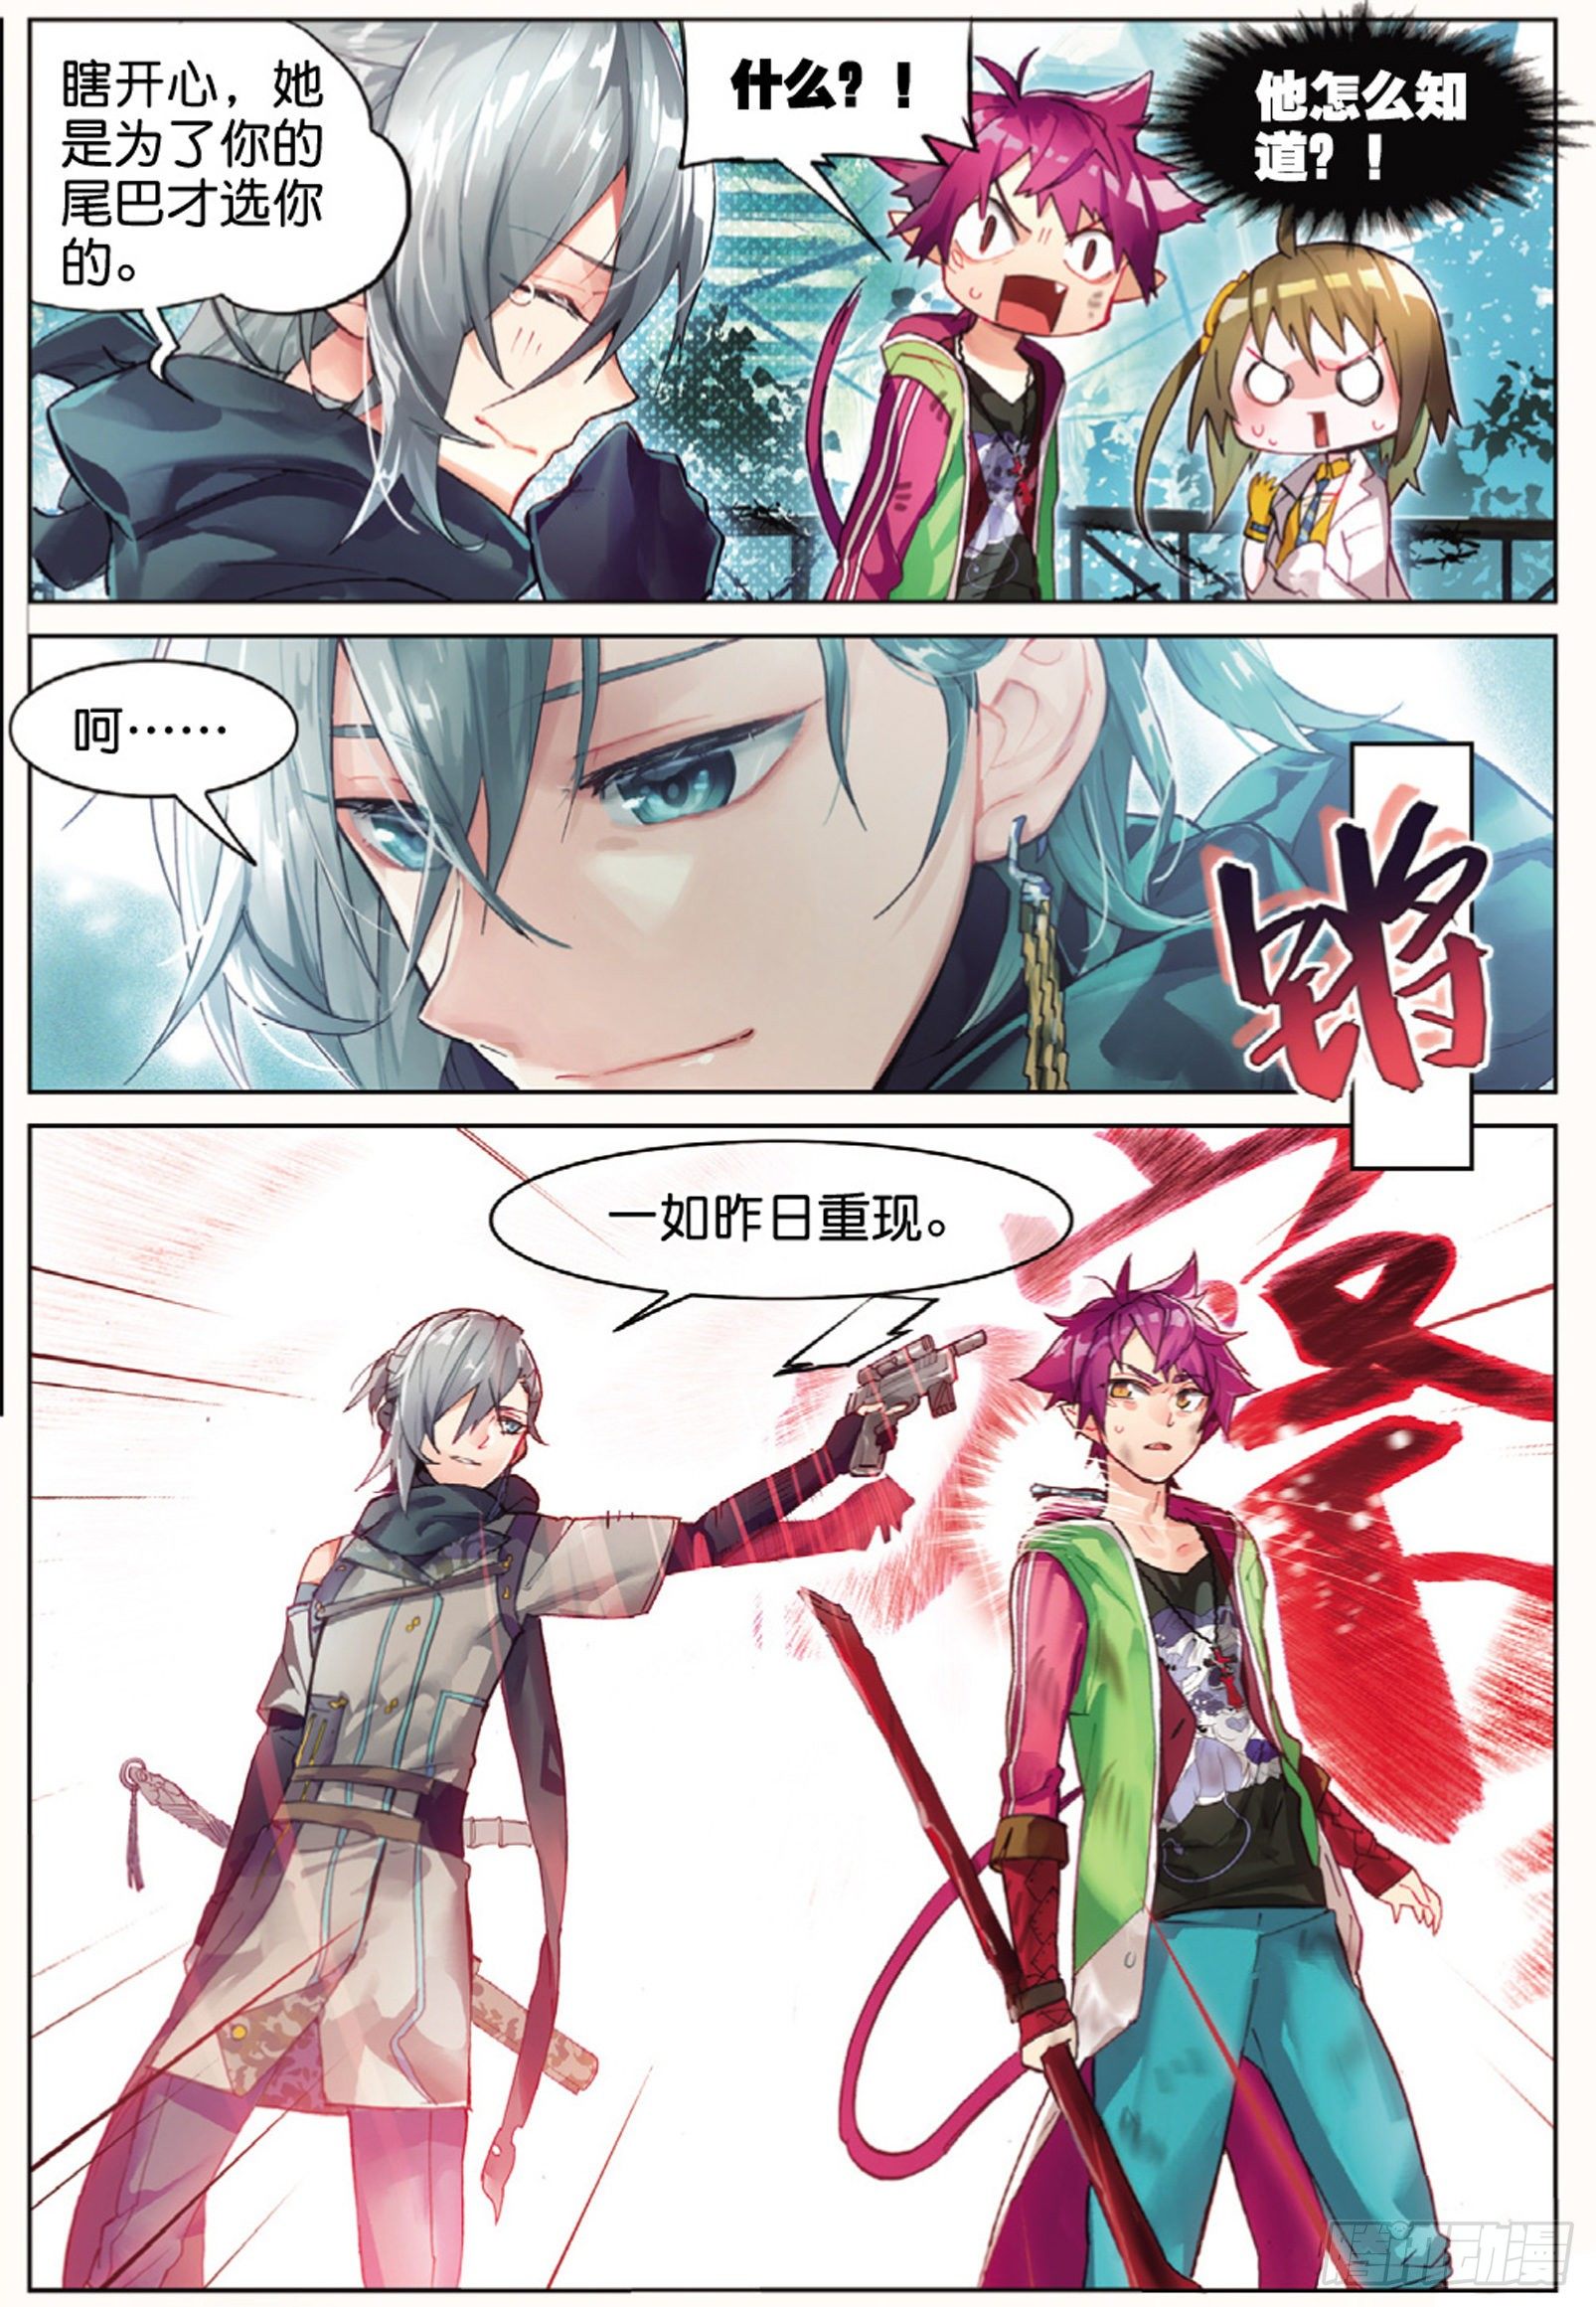 瞎开心，她
是为了你的
尾巴才选你
的。
什么？！
他怎么知
道？！
呵……
锵
一如昨日重现。
腾讯动漫